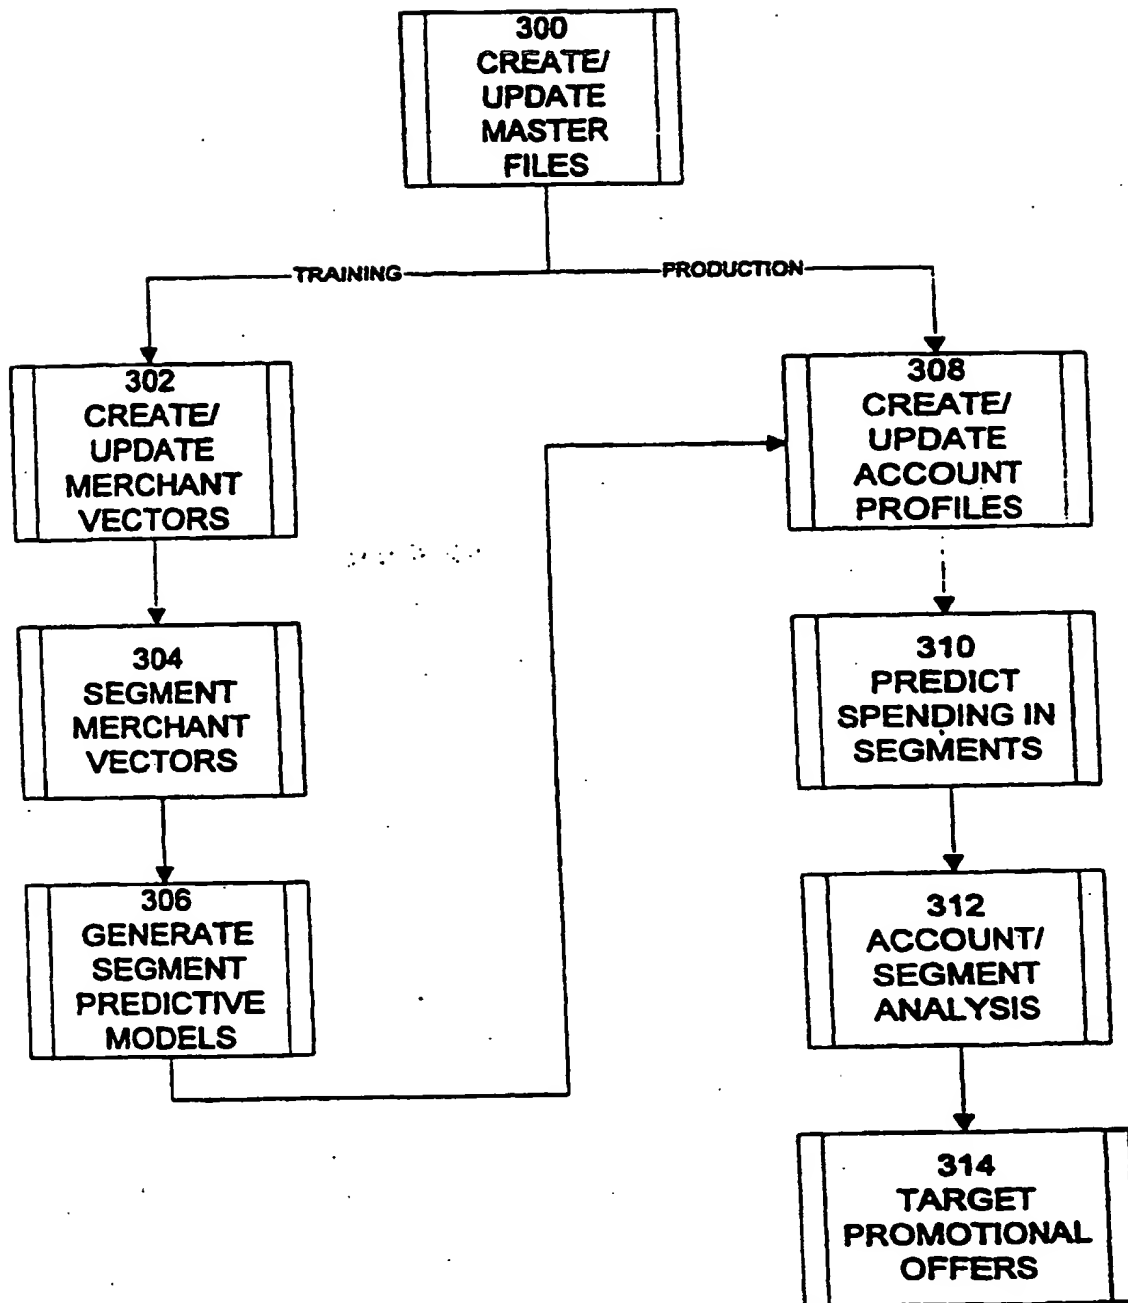 300
CREATE/
UPDATE
MASTER
FILES
TRAINING
PRODUCTION
302
CREATE/
UPDATE
MERCHANT
VECTORS
304
SEGMENT
MERCHANT
VECTORS
306
GENERATE
SEGMENT
PREDICTIVE
MODELS
308
CREATE/
UPDATE
ACCOUNT
PROFILES
310
PREDICT
SPENDING IN
SEGMENTS
312
ACCOUNT/
SEGMENT
ANALYSIS
314
TARGET
PROMOTIONAL
OFFERS